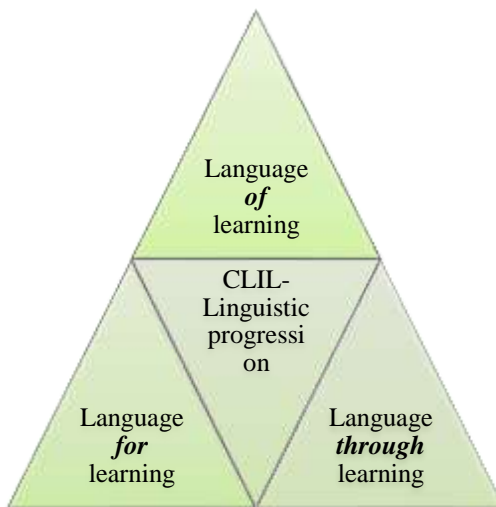 Language
of
learning
CLIL-
Linguistic
progressi
on
Language
for
learning
Language
through
learning